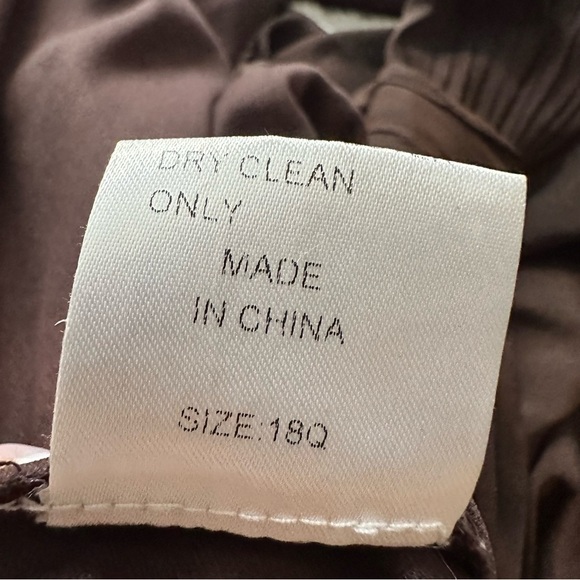 DRY CLEAN
ONLY
MADE
IN CHINA
SIZE:18Q